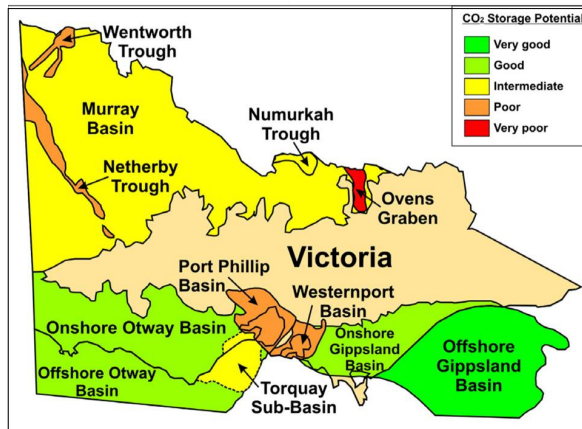 CO₂ Storage Potential
Very good
Good
Intermediate
Poor
Very poor
Wentworth
Trough
Murray
Basin
Numurkah
Trough
Netherby
Trough
Ovens
Graben
Victoria
Port Phillip
Basin
Westernport
Basin
Onshore Otway Basin
Onshore
Gippsland
Basin
Offshore
Gippsland
Basin
Offshore Otway
Basin
Torquay
Sub-Basin